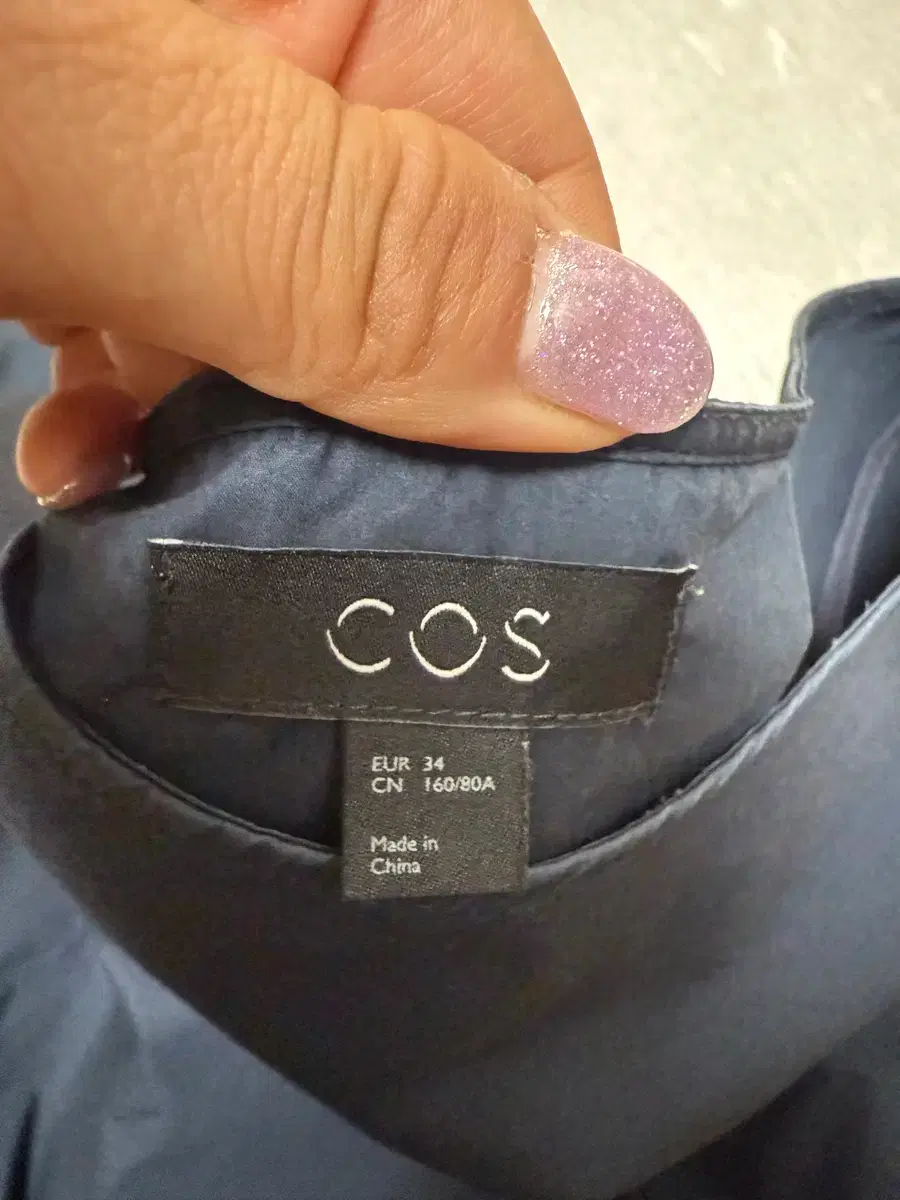 COS
EUR 34
CN 160/80A
Made in
China